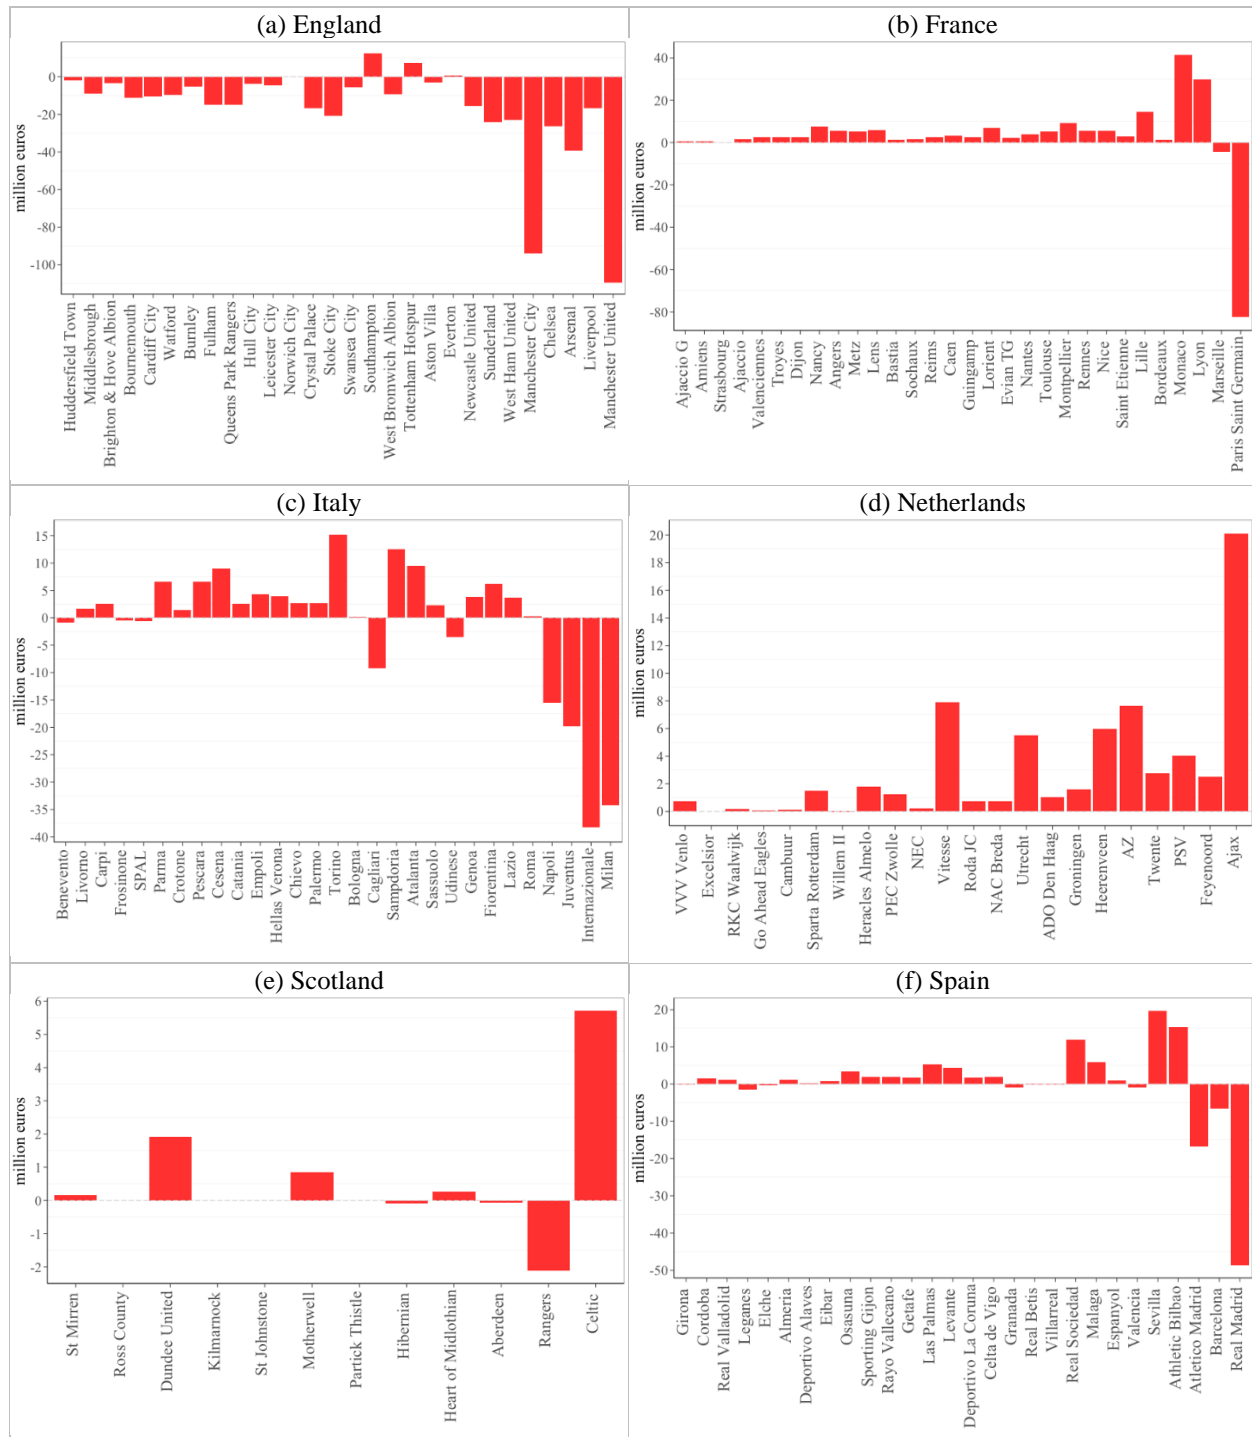 (a) England
million euros
0
-20
-40
-60
-80
-100
Huddersfield Town
Middlesbrough
Brighton & Hove Albion
Bournemouth
Cardiff City
Watford
Burnley
Fulham
Queens Park Rangers
Hull City
Leicester City
Norwich City
Crystal Palace
Stoke City
Swansea City
Southampton
West Bromwich Albion
Tottenham Hotspur
Aston Villa
Everton
Newcastle United
Sunderland
West Ham United
Manchester City
Chelsea
Arsenal
Liverpool
Manchester United
(b) France
million euros
40
20
0
-20
-40
-60
-80
Ajaccio G
Amiens
Strasbourg
Ajaccio
Valenciennes
Troyes
Dijon
Nancy
Angers
Metz
Lens
Bastia
Sochaux
Reims
Caen
Guingamp
Lorient
Evian TG
Nantes
Toulouse
Montpellier
Rennes
Nice
Saint Etienne
Lille
Bordeaux
Monaco
Lyon
Marseille
Paris Saint Germain
(c) Italy
million euros
15
10
5
0
-5
-10
-15
-20
-25
-30
-35
-40
Benevento
Livorno
Carpi
Frosinone
SPAL
Parma
Crotone
Pescara
Cesena
Catania
Empoli
Hellas Verona
Chievo
Palermo
Torino
Bologna
Cagliari
Sampdoria
Atalanta
Sassuolo
Udinese
Genoa
Fiorentina
Lazio
Roma
Napoli
Juventus
Internazionale
Milan
(d) Netherlands
million euros
20
18
16
14
12
10
8
6
4
2
0
VVV Venlo
Excelsior
RKC Waalwijk
Go Ahead Eagles
Cambuur
Sparta Rotterdam
Willem II
Heracles Almelo
PEC Zwolle
NEC
Vitesse
Roda JC
NAC Breda
Utrecht
ADO Den Haag
Groningen
Heerenveen
AZ
Twente
PSV
Feyenoord
Ajax
(e) Scotland
million euros
6
5
4
3
2
1
0
-1
-2
St Mirren
Ross County
Dundee United
Kilmarnock
St Johnstone
Motherwell
Partick Thistle
Hibernian
Heart of Midlothian
Aberdeen
Rangers
Celtic
(f) Spain
million euros
20
10
0
-10
-20
-30
-40
-50
Girona
Cordoba
Real Valladolid
Leganes
Elche
Almeria
Deportivo Alaves
Eibar
Osasuna
Sporting Gijon
Rayo Vallecano
Getafe
Las Palmas
Levante
Deportivo La Coruna
Celta de Vigo
Granada
Real Betis
Villarreal
Real Sociedad
Malaga
Espanyol
Valencia
Sevilla
Athletic Bilbao
Atletico Madrid
Barcelona
Real Madrid